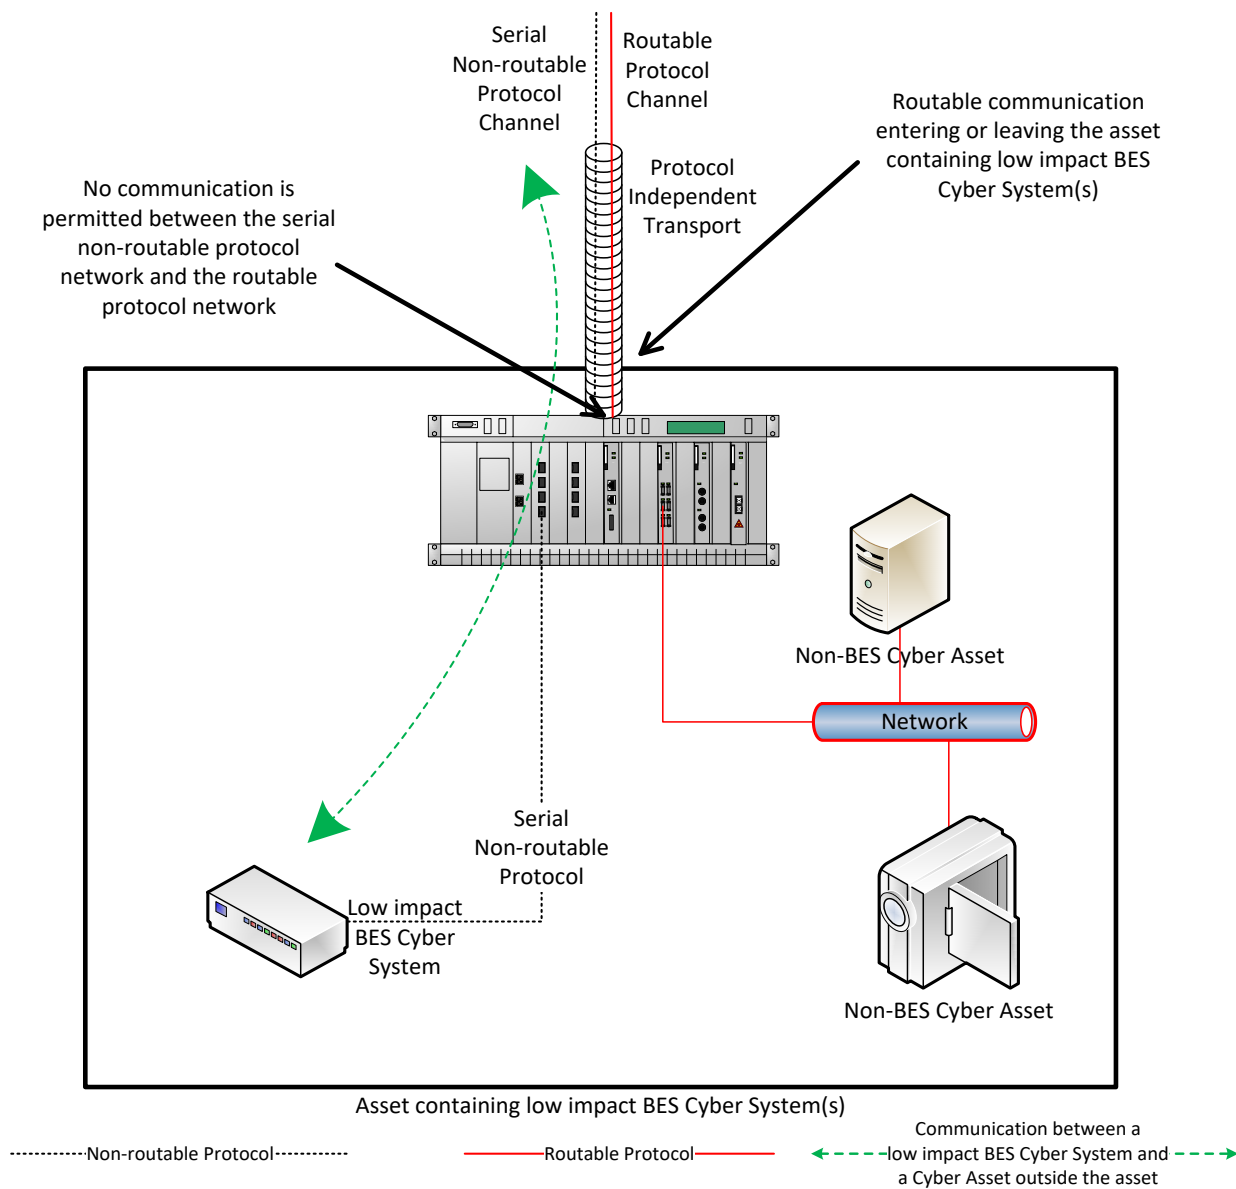 Serial
Non-routable
Protocol
Channel
Routable
Protocol
Channel
Routable communication
entering or leaving the asset
containing low impact BES
Cyber System(s)
Protocol
Independent
Transport
No communication is
permitted between the serial
non-routable protocol
network and the routable
protocol network
Non-BES Cyber Asset
Network
Serial
Non-routable
Protocol
Low impact
BES Cyber
System
Non-BES Cyber Asset
Asset containing low impact BES Cyber System(s)
Non-routable Protocol
Routable Protocol
Communication between a
low impact BES Cyber System and
a Cyber Asset outside the asset